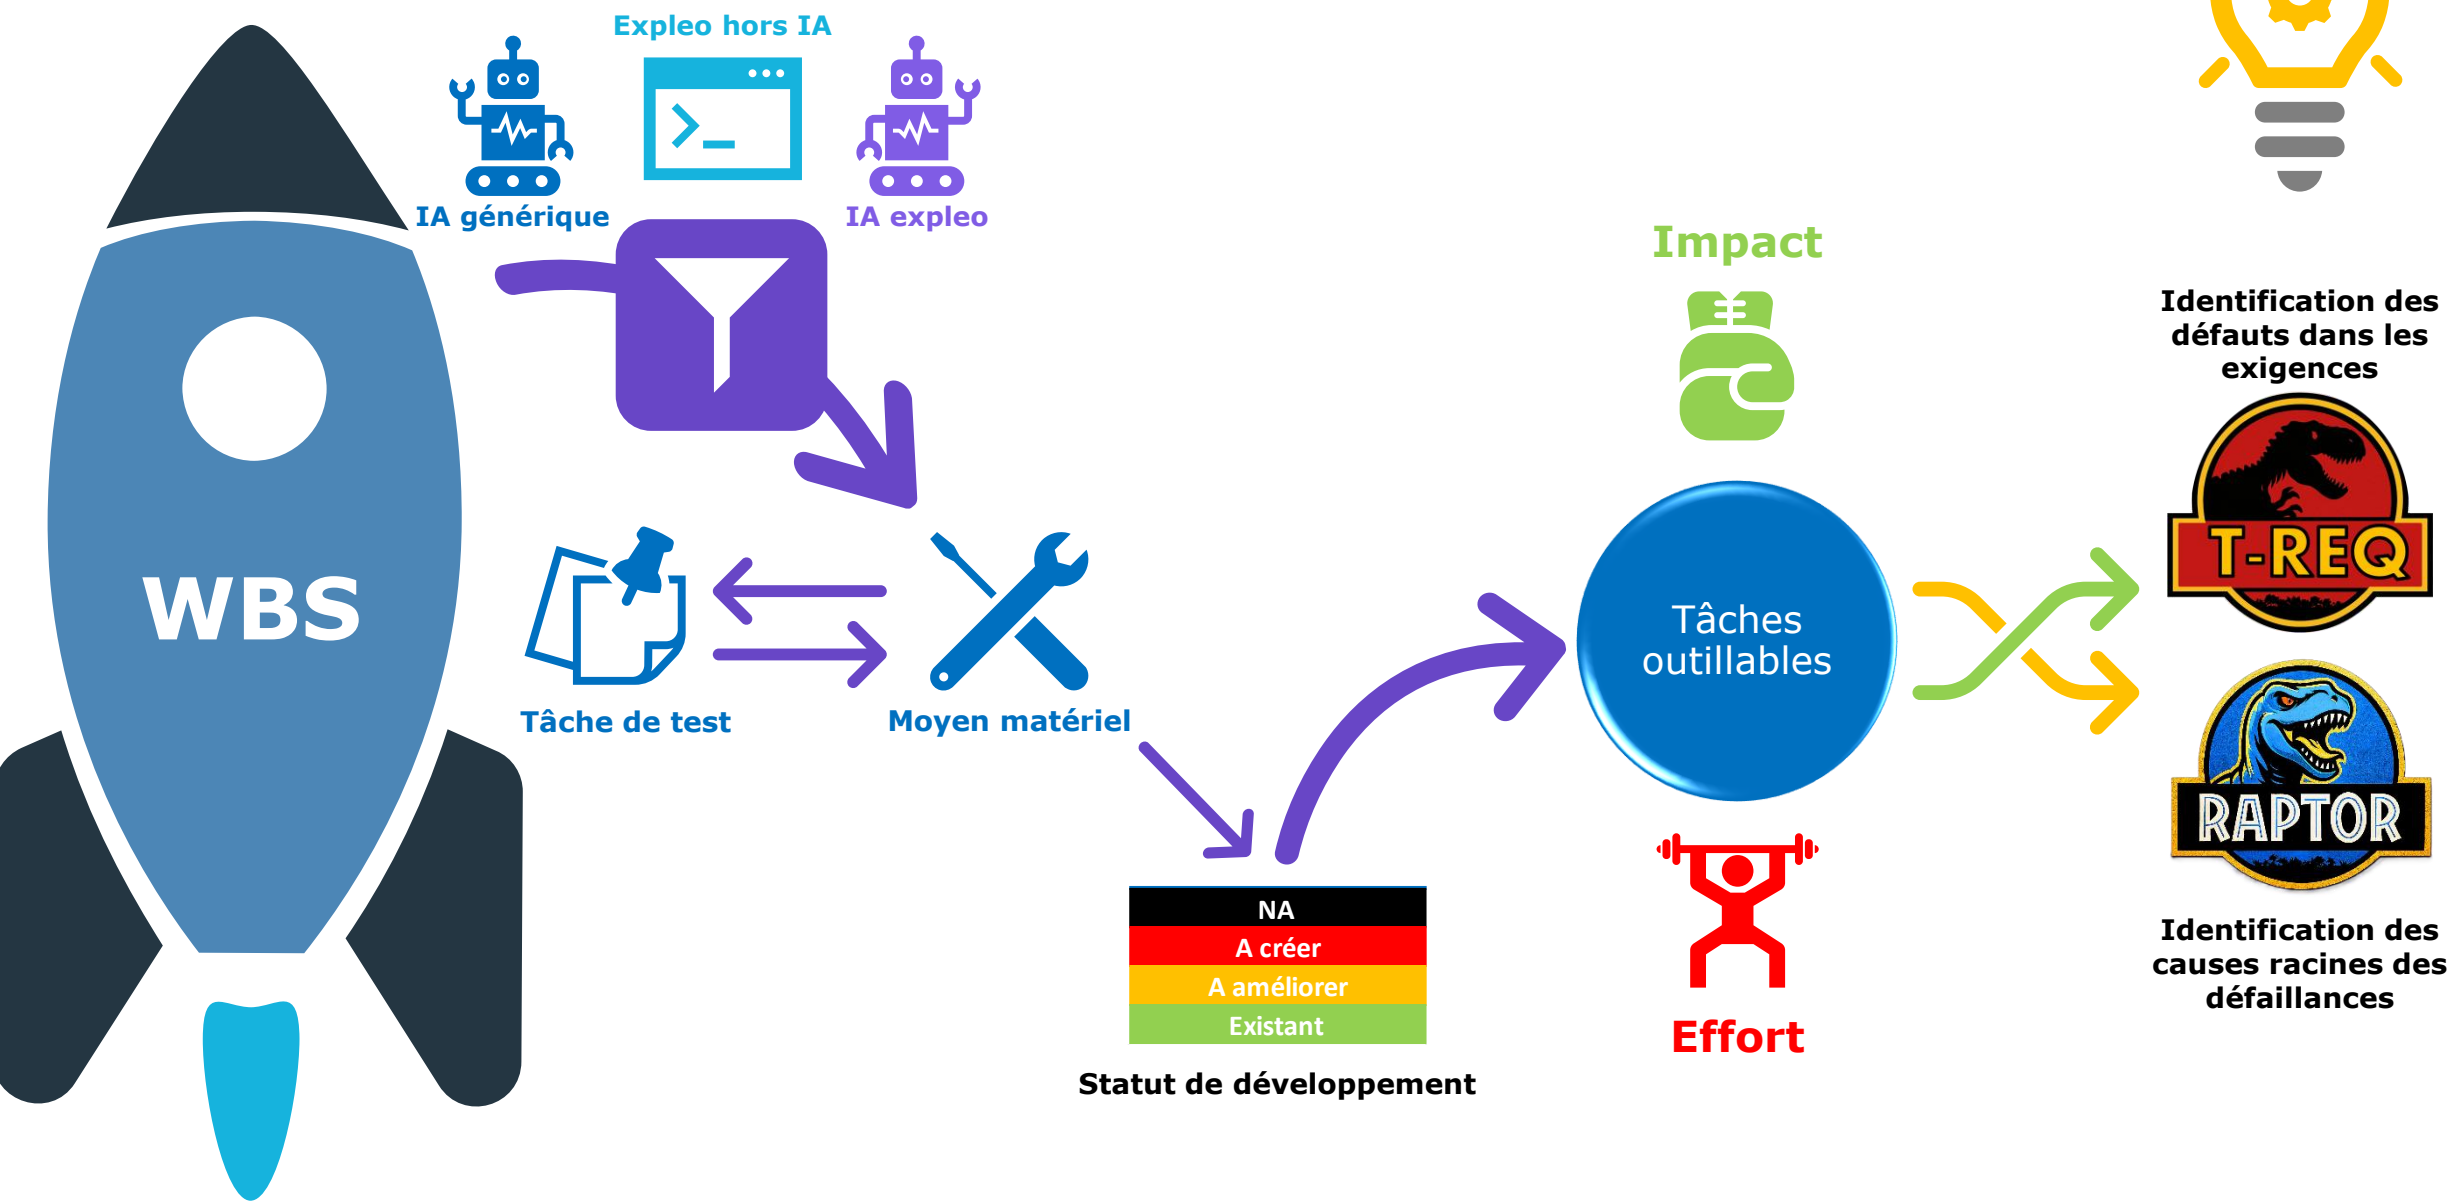 Expleo hors IA
IA générique
IA expleo
WBS
Tâche de test
Moyen matériel
NA
A créer
A améliorer
Existant
Statut de développement
Impact
Tâches
outillables
Effort
Identification des
défauts dans les
exigences
T-REQ
RAPTOR
Identification des
causes racines des
défaillances